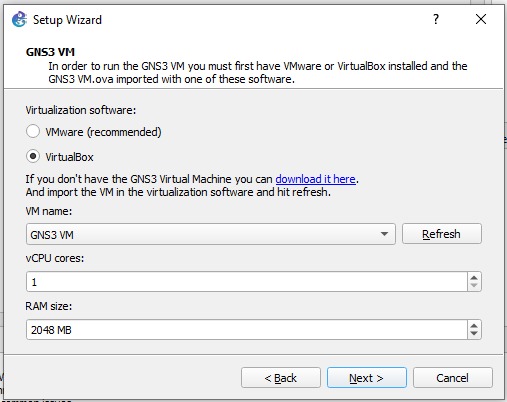 Setup Wizard
GNS3 VM
In order to run the GNS3 VM you must first have VMware or VirtualBox installed and the
GNS3 VM.ova imported with one of these software.
Virtualization software:
VMware (recommended)
VirtualBox
If you don't have the GNS3 Virtual Machine you can download it here.
And import the VM in the virtualization software and hit refresh.
VM name:
GNS3 VM
Refresh
vCPU cores:
1
RAM size:
2048 MB
< Back
Next >
Cancel